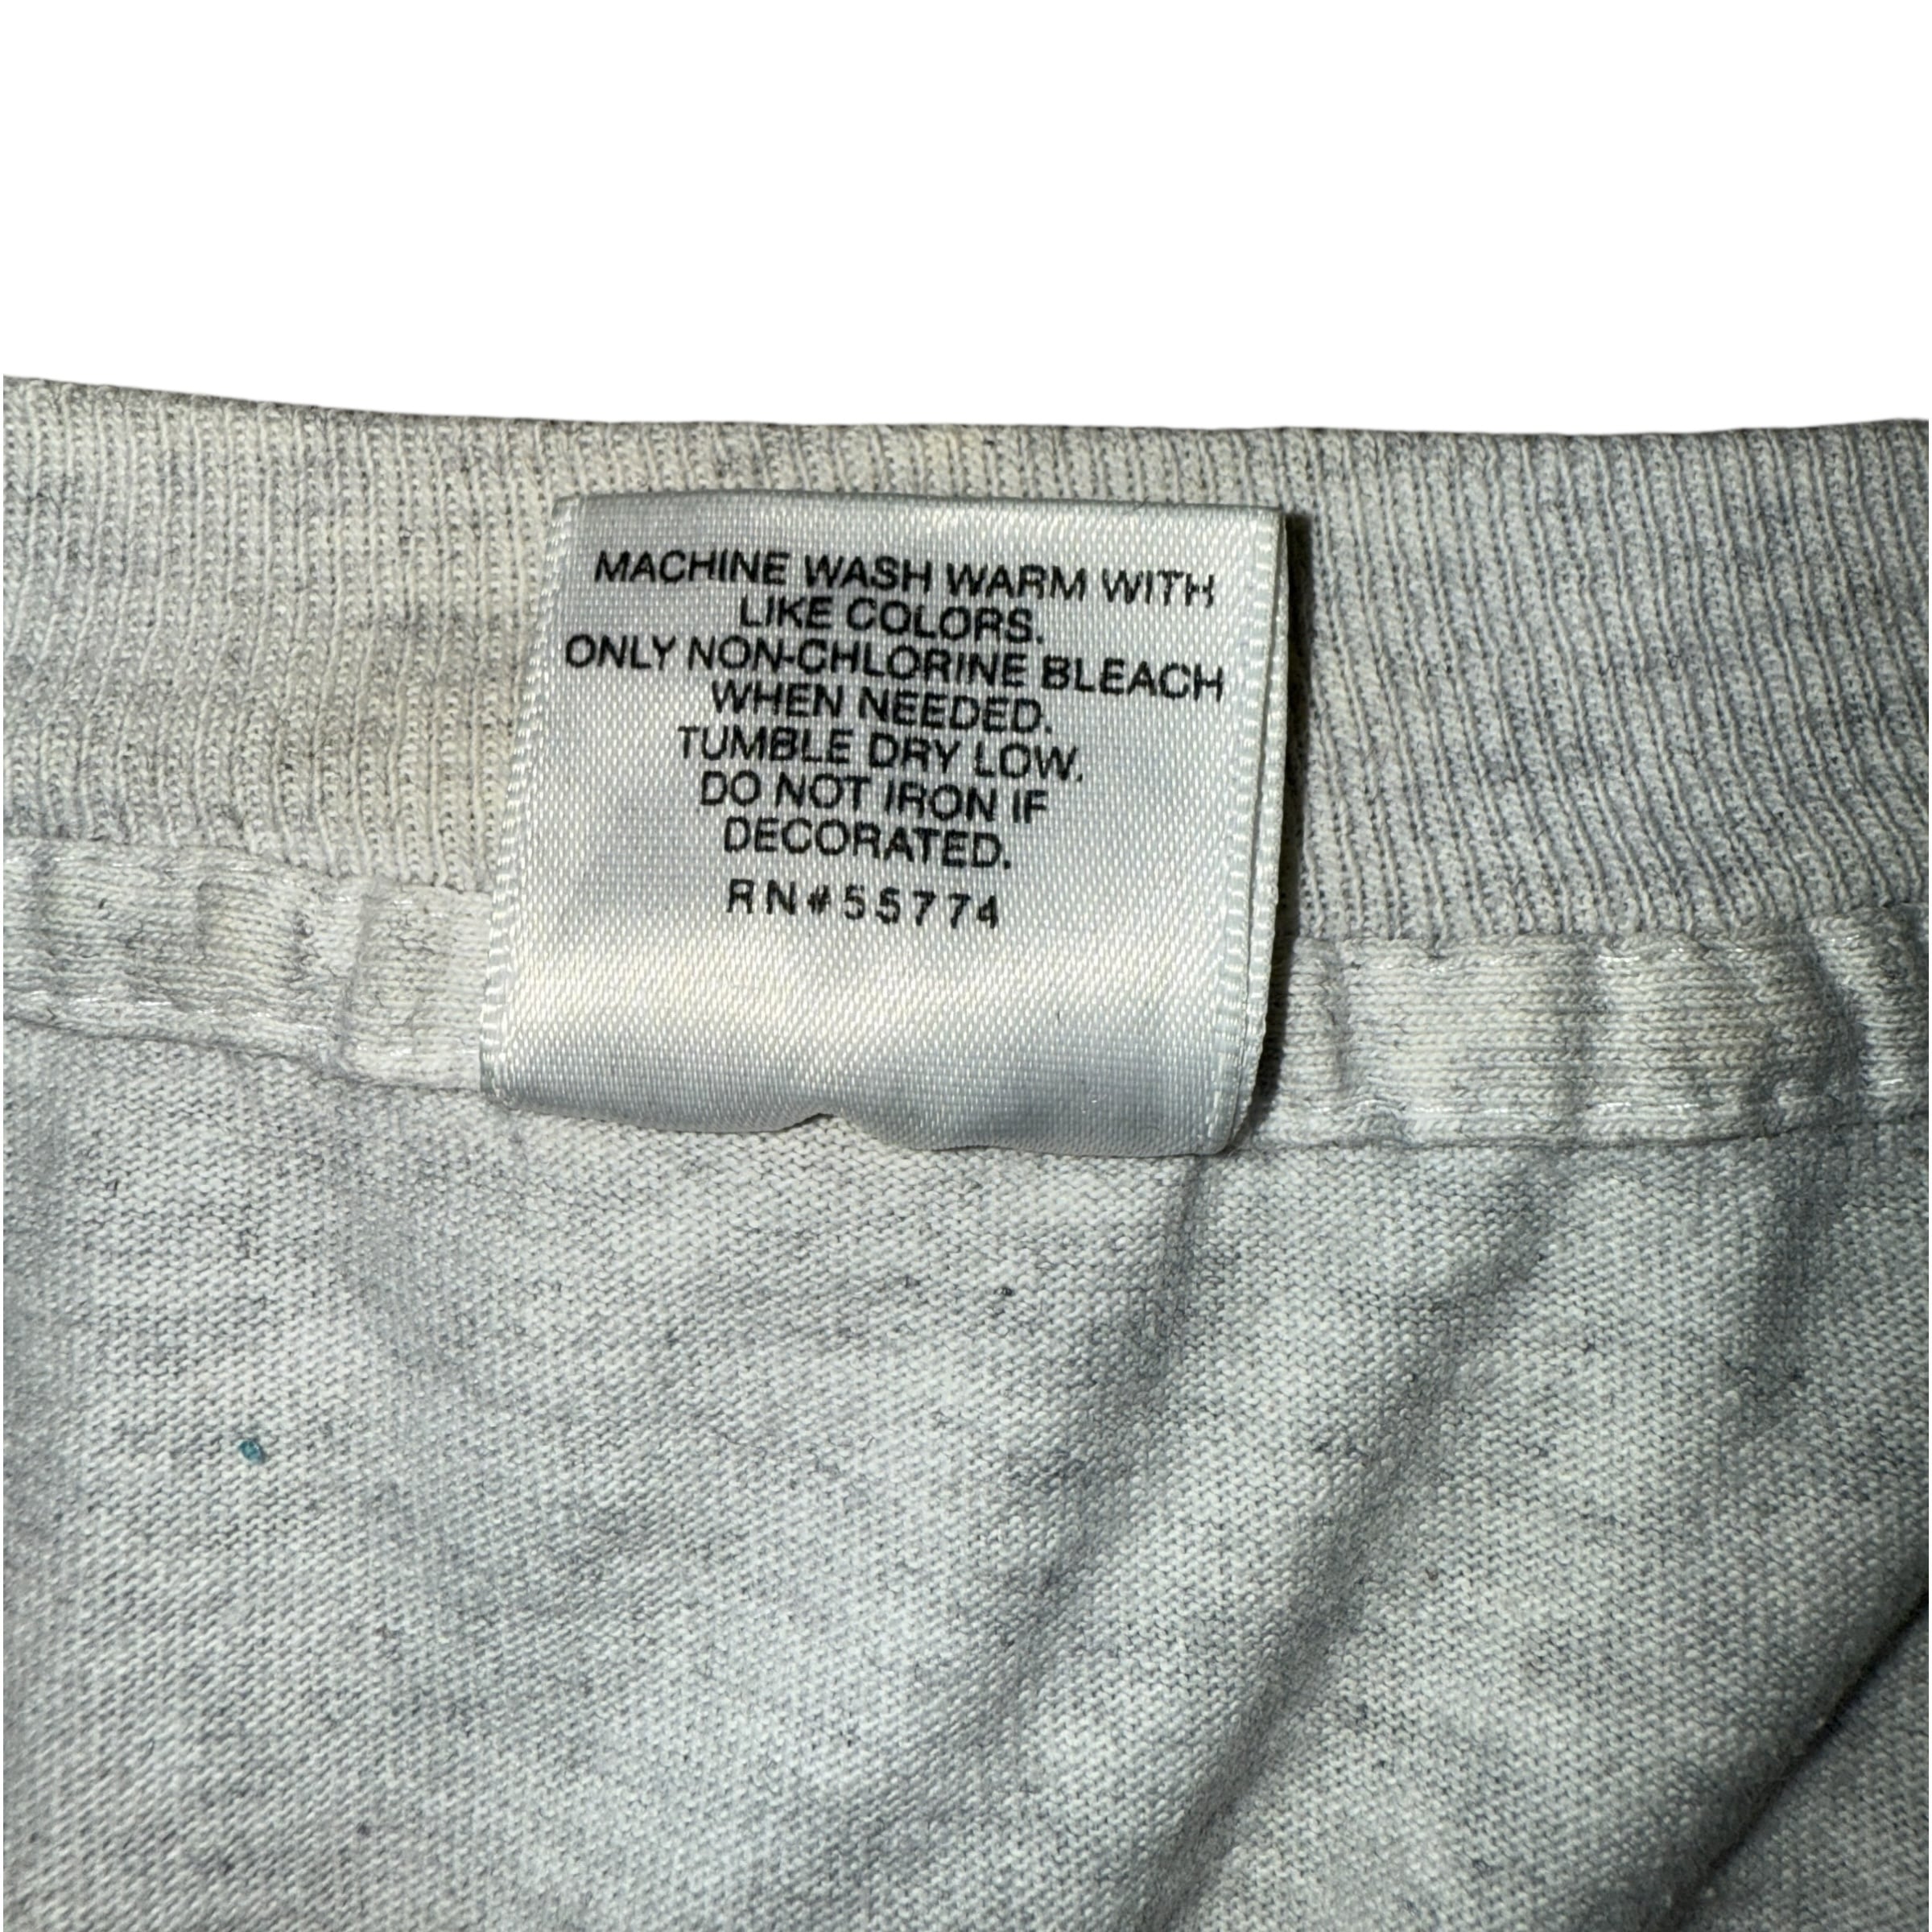 MACHINE WASH WARM WITH
LIKE COLORS.
ONLY NON-CHLORINE BLEACH
WHEN NEEDED.
TUMBLE DRY LOW.
DO NOT IRON IF
DECORATED.
RN#55774